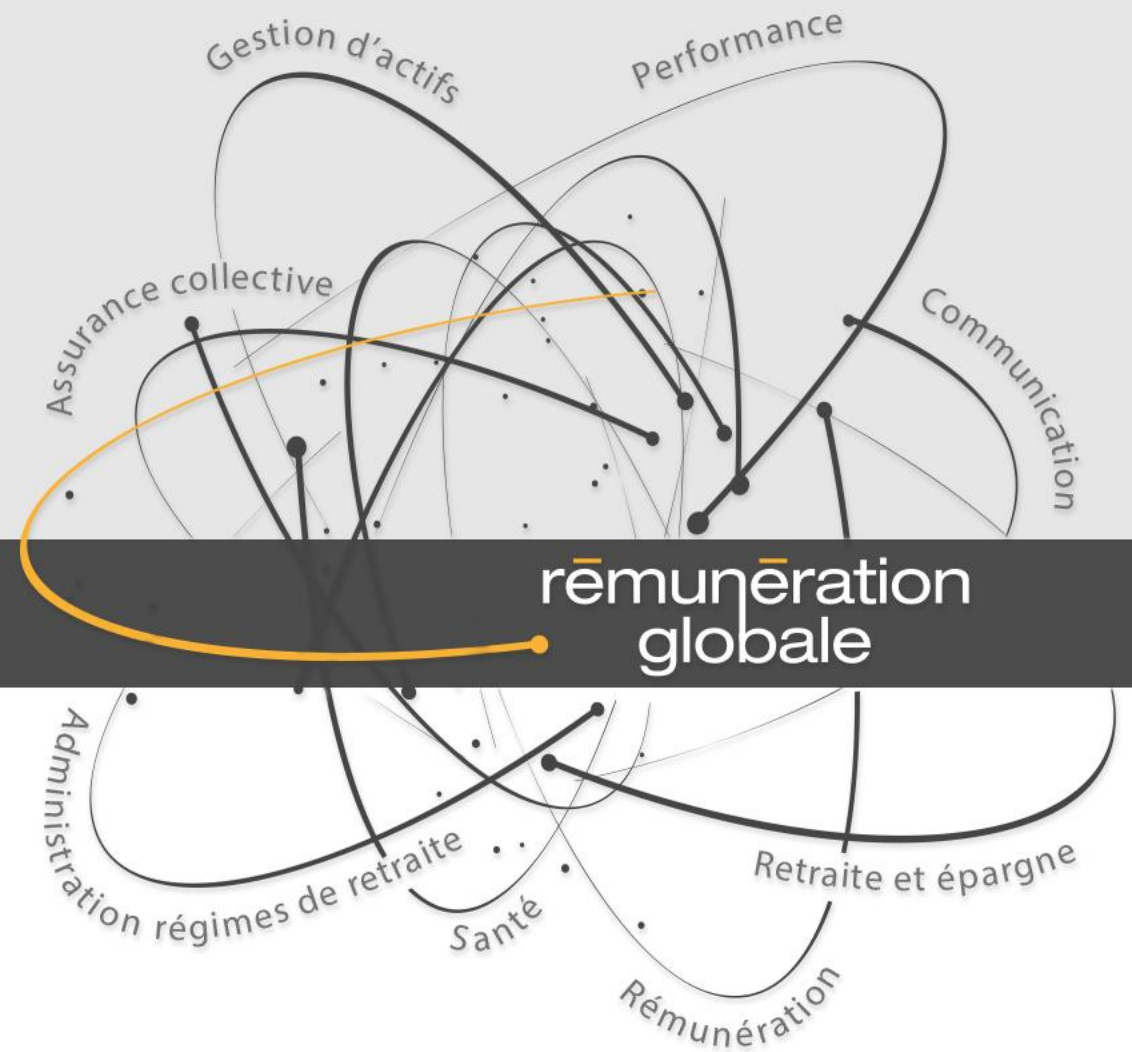 Gestion d'actifs
Performance
Assurance collective
Communication
rēmunēration
globale
Administration régimes de retraite
Retraite et épargne
Santé
Rémunération